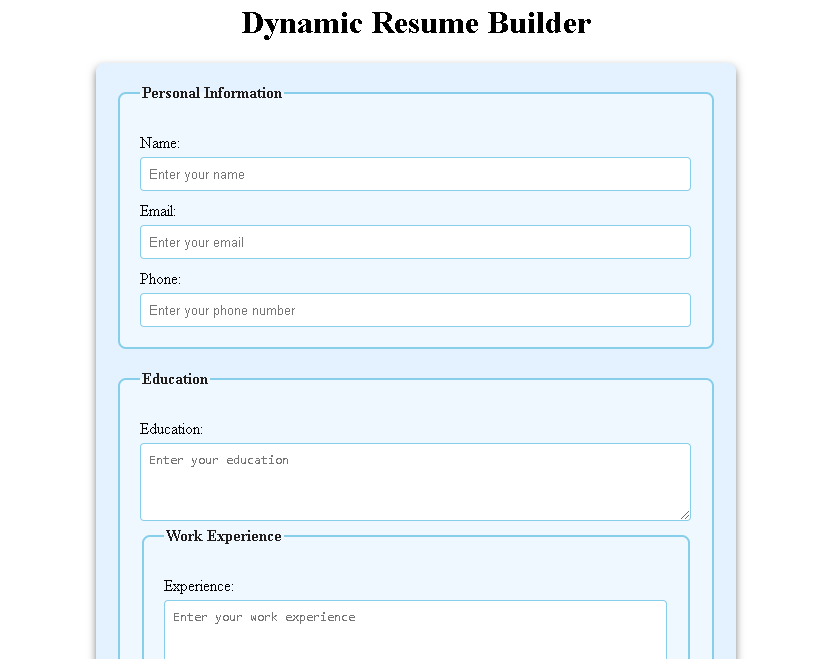 Dynamic Resume Builder
Personal Information
Name:
Enter your name
Email:
Enter your email
Phone:
Enter your phone number
Education
Education:
Enter your education
Work Experience
Experience:
Enter your work experience